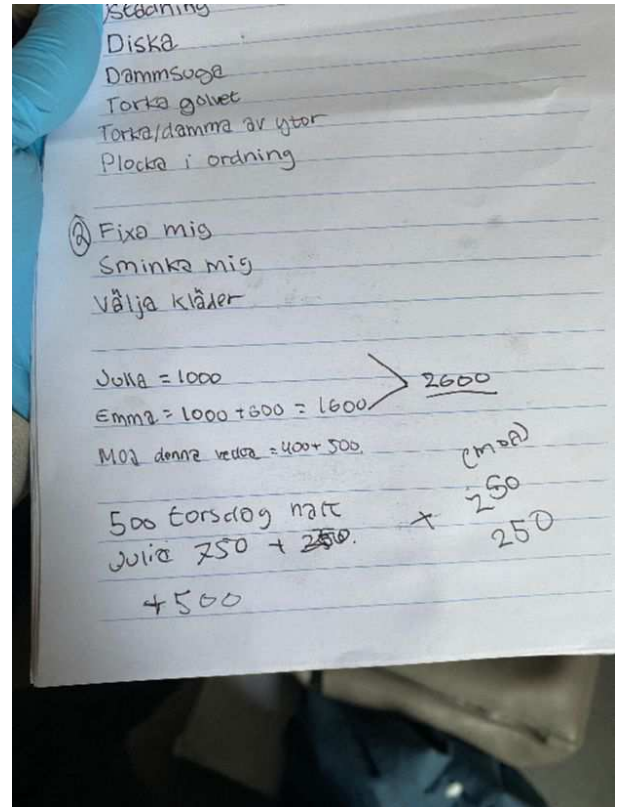 Städning
Diska
Dammsuga
Torka golvet
Torka/damma av ytor
Plocka i ordning
② Fixa mig
Sminka mig
Välja kläder
Julia = 1000
2600
Emma = 1000 + 600 = 1600
Moa denna vecka = 400 + 500.
(moa)
500 torsdag natt + 250
Julia 750 + 250. 250
+500